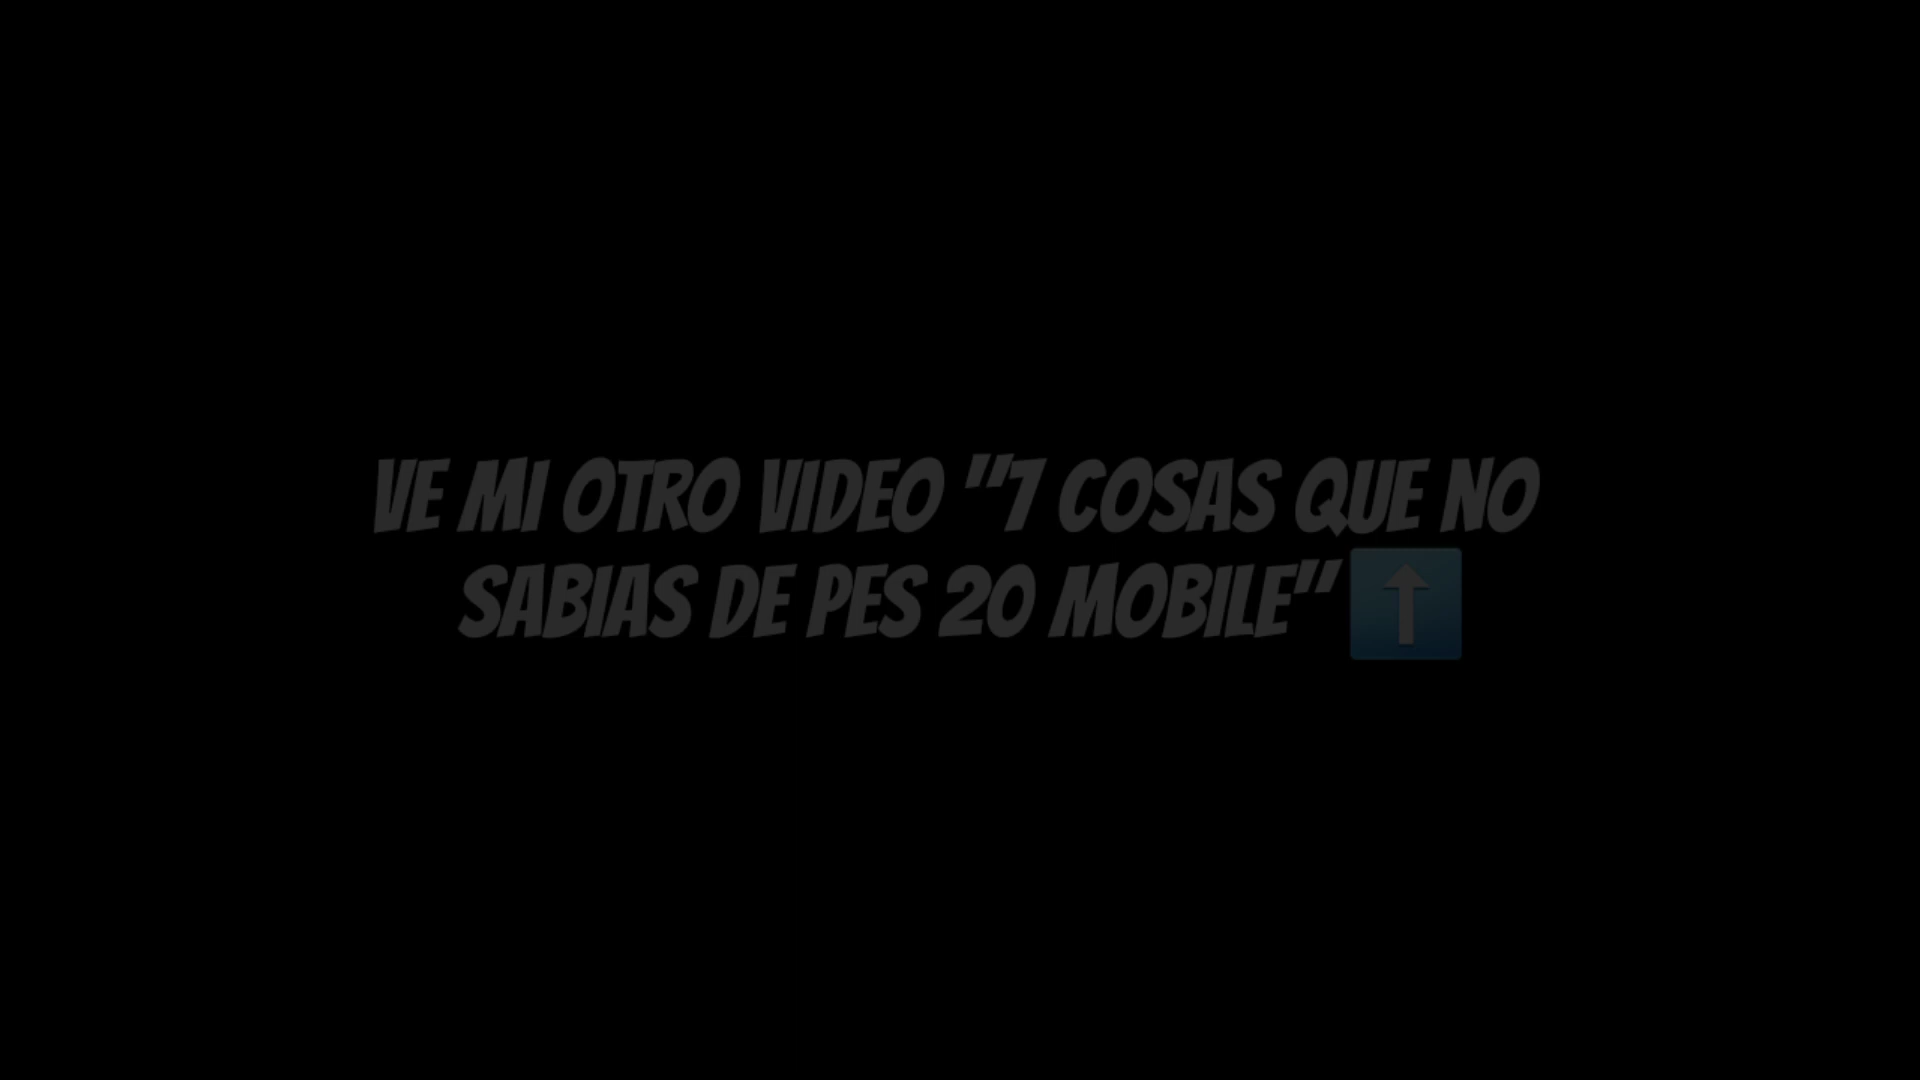 VE MI OTRO VIDEO "7 COSAS QUE NO
SABIAS DE PES 20 MOBILE"⬆️